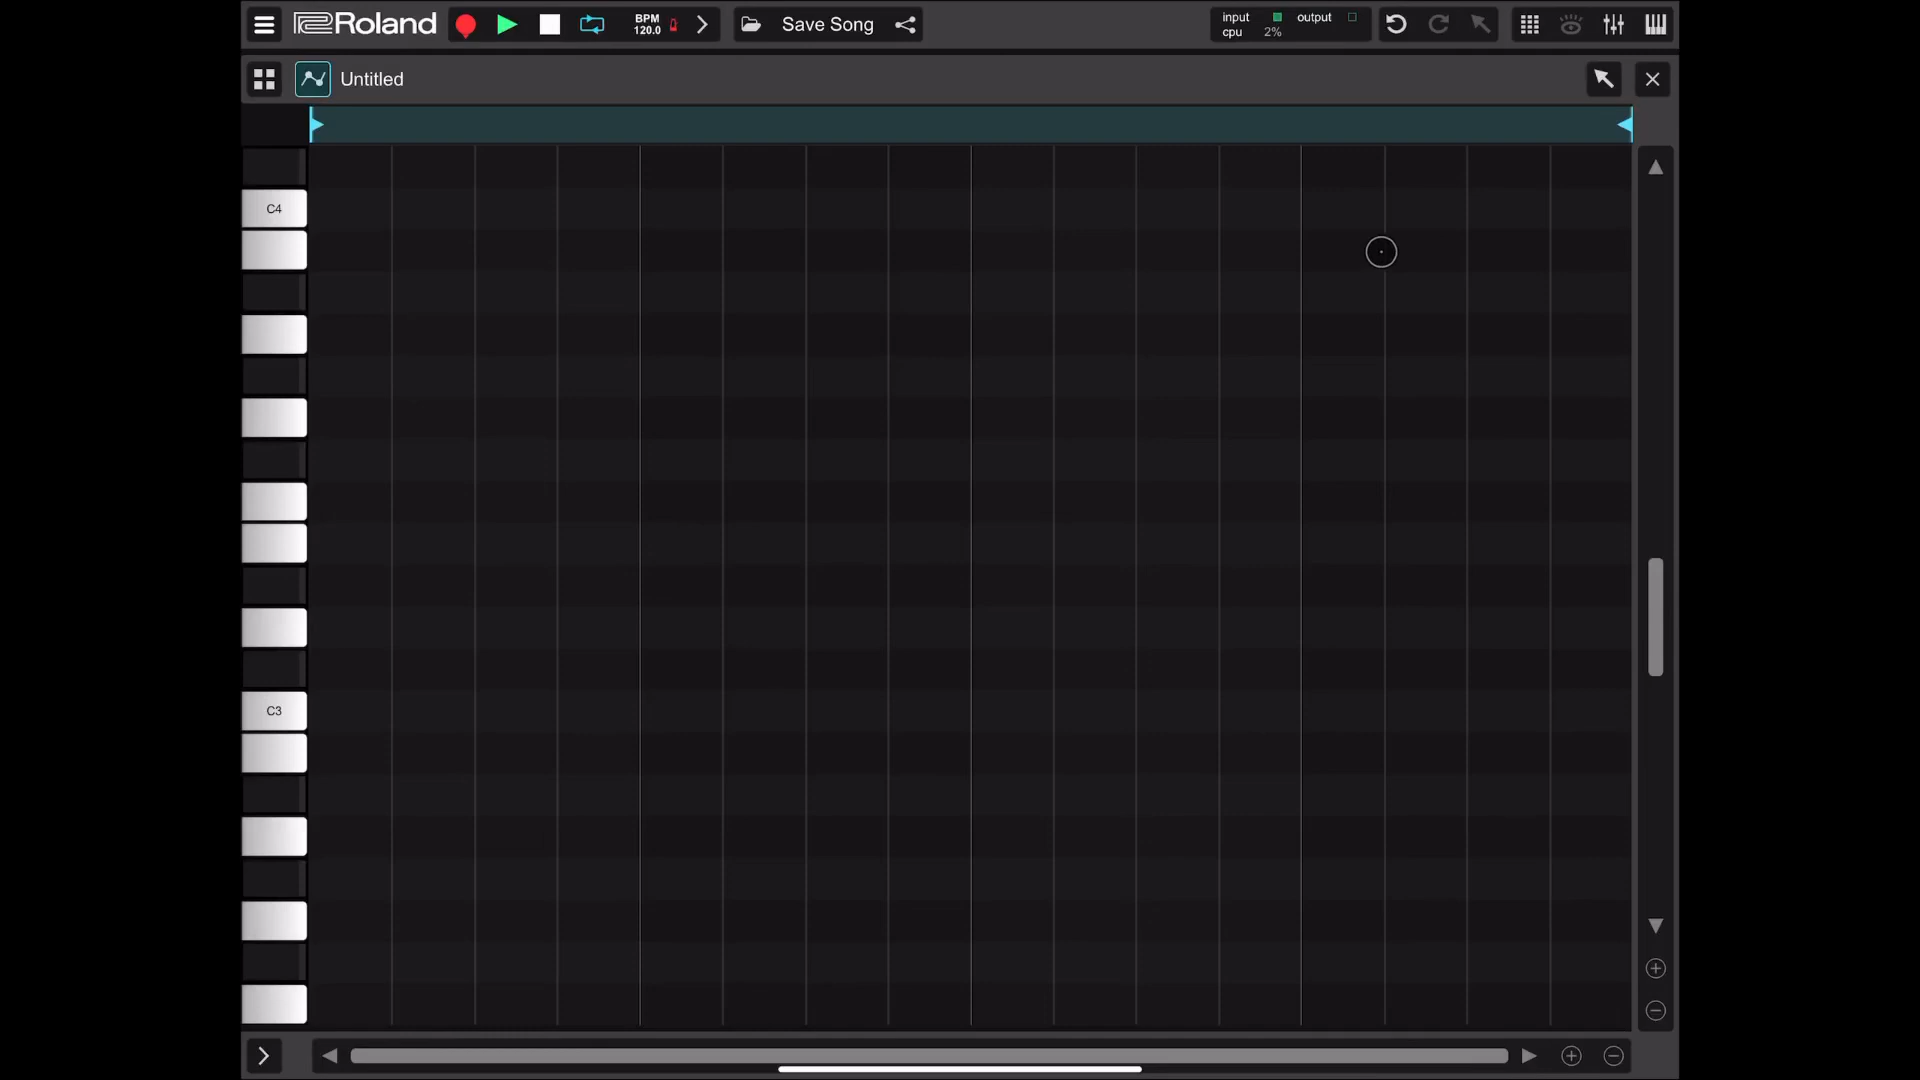 Roland
BPM
120.0
Save Song
input
output
cpu
2%
Untitled
C4
C3